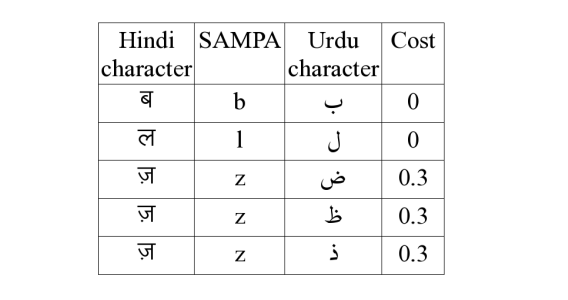 Hindi character SAMPA Urdu character Cost
ब b ب 0
ल l ل 0
ज़ z ض 0.3
ज़ z ظ 0.3
ज़ z ذ 0.3